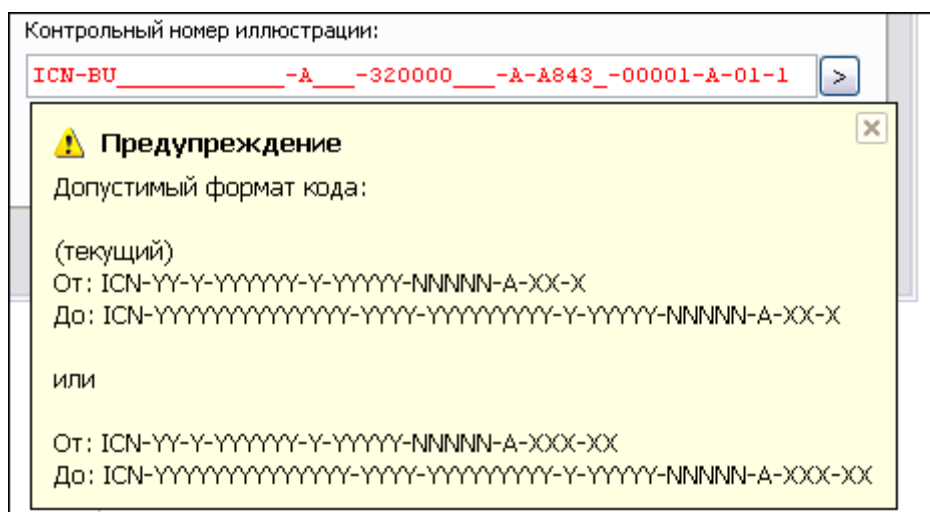 Контрольный номер иллюстрации:
ICN-BU______________-A___-320000___-A-A843_-00001-A-01-1 >
Предупреждение
Допустимый формат кода:
(текущий)
От: ICN-YY-Y-YYYYYY-Y-YYYYY-NNNNN-A-XX-X
До: ICN-YYYYYYYYYYYYYY-YYYY-YYYYYYYYY-Y-YYYYY-NNNNN-A-XX-X
или
От: ICN-YY-Y-YYYYYY-Y-YYYYY-NNNNN-A-XXX-XX
До: ICN-YYYYYYYYYYYYYY-YYYY-YYYYYYYYY-Y-YYYYY-NNNNN-A-XXX-XX